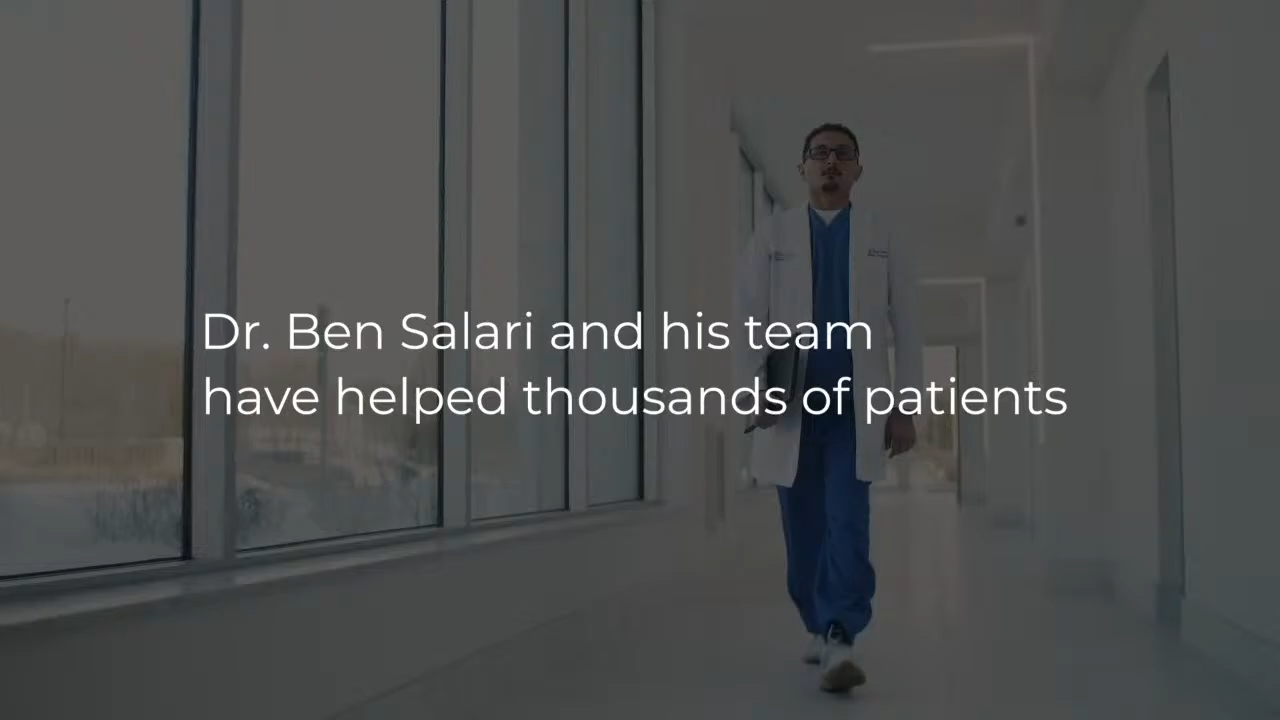 Dr. Ben Salari and his team
have helped thousands of patients